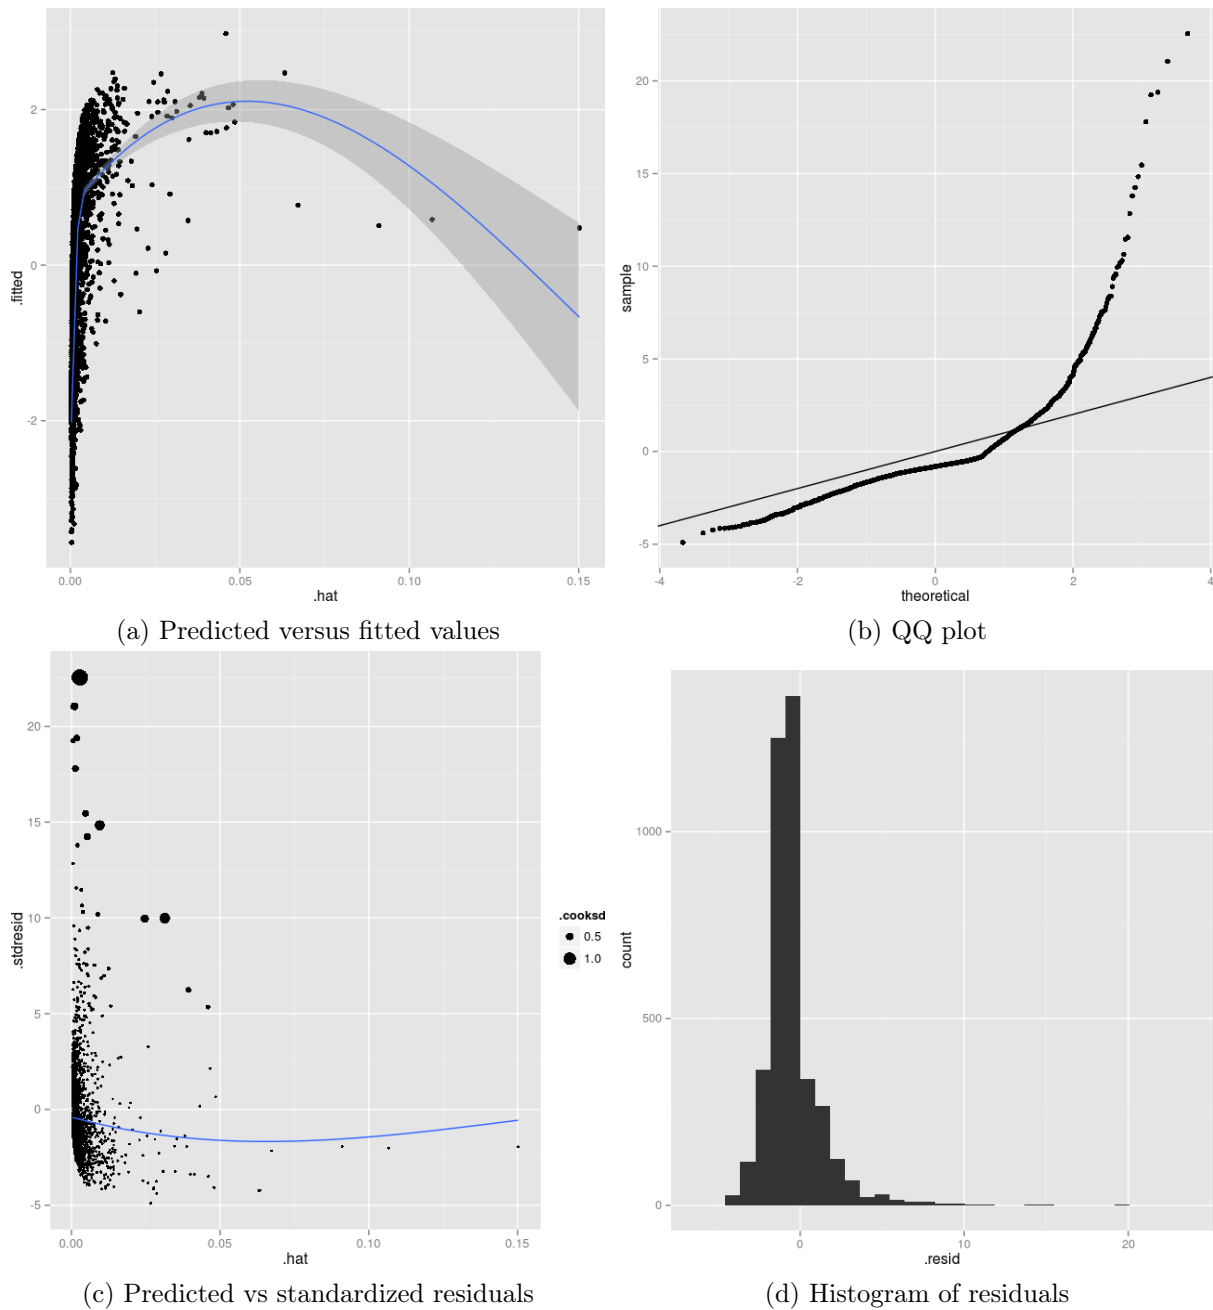 2
0
-2
.fitted
0.00
0.05
0.10
0.15
.hat
(a) Predicted versus fitted values
20
15
10
5
0
-5
sample
-4
-2
0
2
4
theoretical
(b) QQ plot
20
15
10
5
0
-5
.stdresid
0.00
0.05
0.10
0.15
.hat
.cooksd
0.5
1.0
(c) Predicted vs standardized residuals
1000
500
0
count
0
10
20
.resid
(d) Histogram of residuals